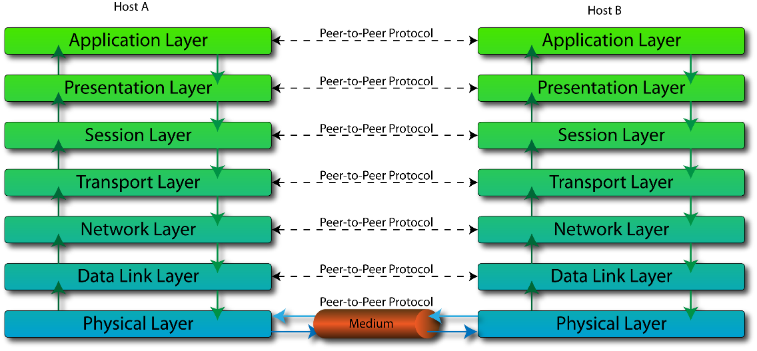 Host A
Host B
Application Layer Peer-to-Peer Protocol Application Layer
Presentation Layer Peer-to-Peer Protocol Presentation Layer
Session Layer Peer-to-Peer Protocol Session Layer
Transport Layer Peer-to-Peer Protocol Transport Layer
Network Layer Peer-to-Peer Protocol Network Layer
Data Link Layer Peer-to-Peer Protocol Data Link Layer
Peer-to-Peer Protocol
Physical Layer Medium Physical Layer